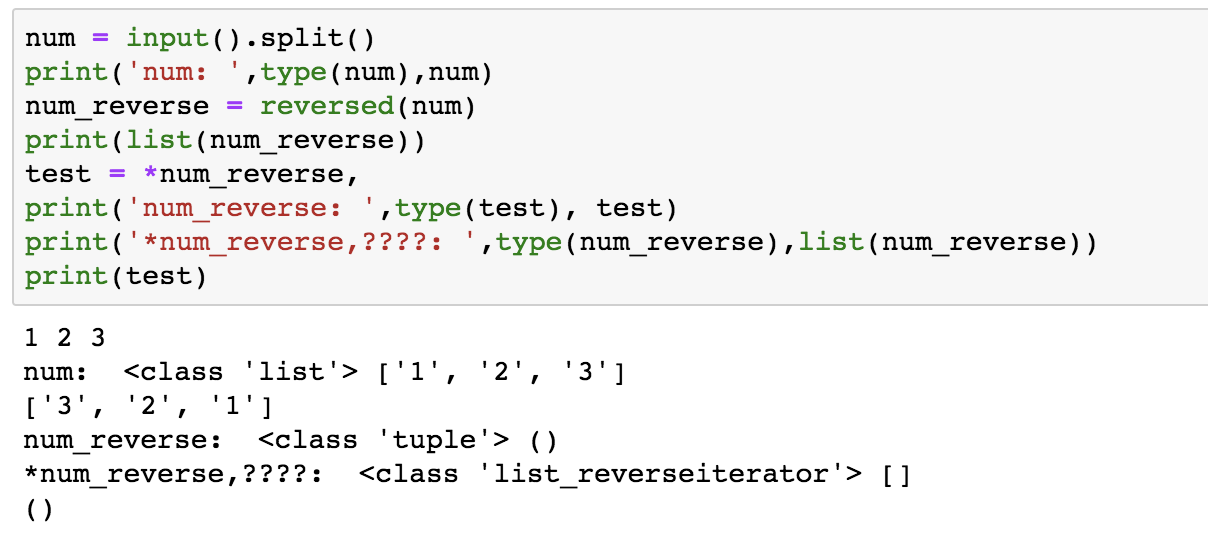 num = input().split()
print('num: ',type(num),num)
num_reverse = reversed(num)
print(list(num_reverse))
test = *num_reverse,
print('num_reverse: ',type(test), test)
print('*num_reverse,????: ',type(num_reverse),list(num_reverse))
print(test)
1 2 3
num:  <class 'list'> ['1', '2', '3']
['3', '2', '1']
num_reverse:  <class 'tuple'> ()
*num_reverse,????:  <class 'list_reverseiterator'> []
()